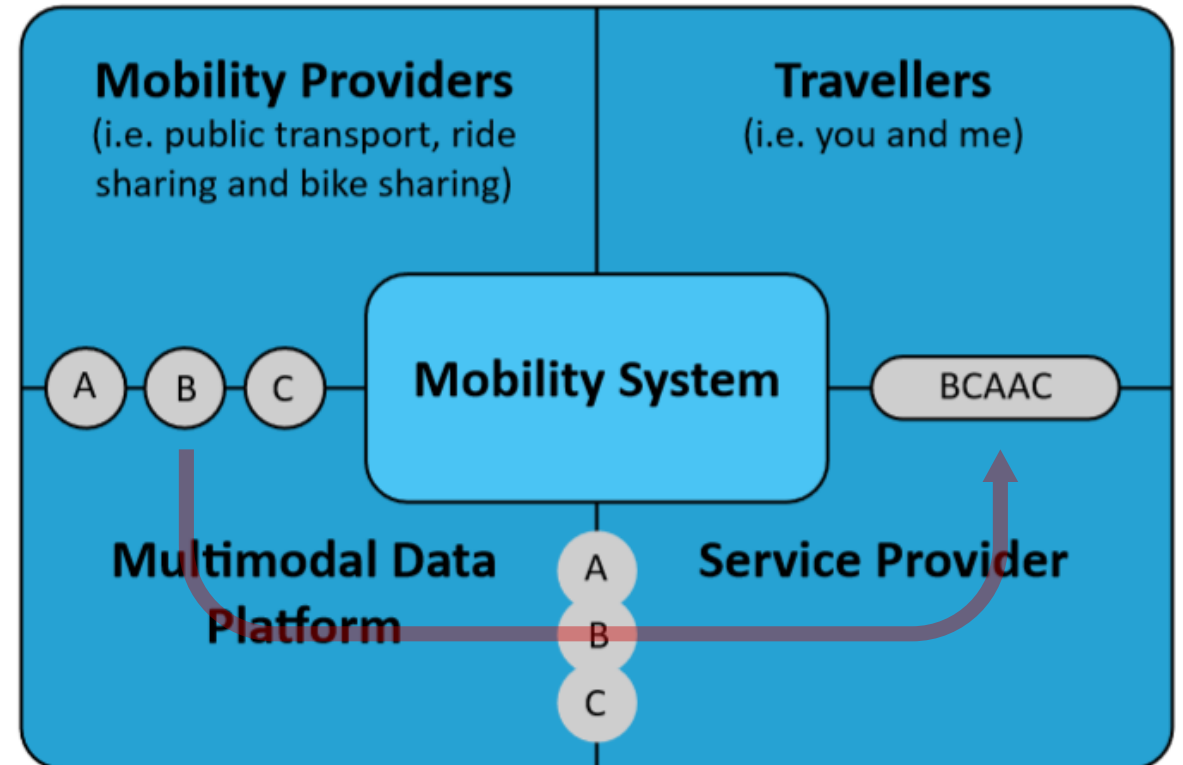 Mobility Providers
(i.e. public transport, ride
sharing and bike sharing)
Travellers
(i.e. you and me)
A
B
C
Mobility System
BCAAC
Multimodal Data
Platform
A
B
C
Service Provider